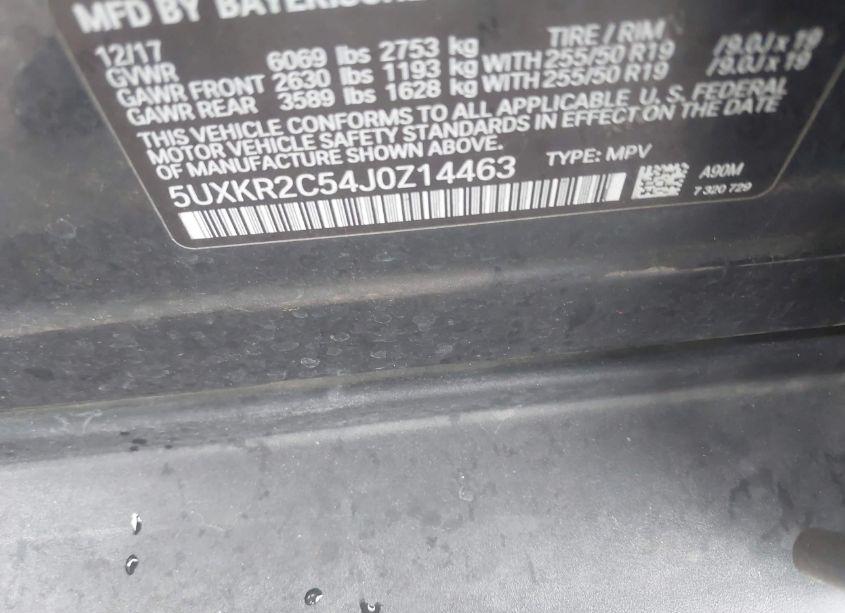 MFD BY BAYERISCHE
12/17
GVWR 6069 lbs 2753 kg TIRE / RIM
GAWR FRONT 2630 lbs 1193 kg WITH 255/50 R19 /9.0J x 19
GAWR REAR 3589 lbs 1628 kg WITH 255/50 R19 /9.0J x 19
THIS VEHICLE CONFORMS TO ALL APPLICABLE U. S. FEDERAL
MOTOR VEHICLE SAFETY STANDARDS IN EFFECT ON THE DATE
OF MANUFACTURE SHOWN ABOVE.
5UXKR2C54J0Z14463 TYPE: MPV
A90M
7 320 729